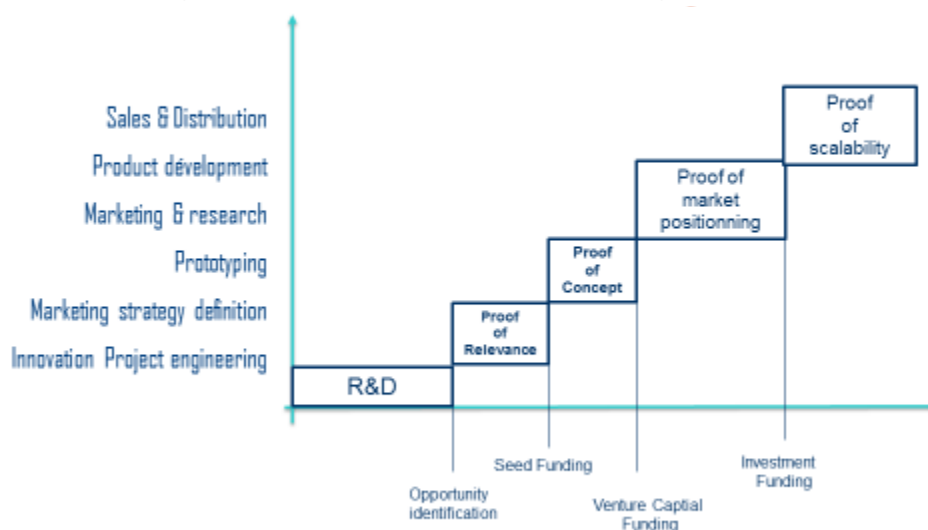 Sales & Distribution
Product dévelopment
Marketing & research
Prototyping
Marketing strategy definition
Innovation Project engineering
Proof
of
scalability
Proof of
market
positionning
Proof
of
Concept
Proof
of
Relevance
R&D
Opportunity
identification
Seed Funding
Venture Captial
Funding
Investment
Funding